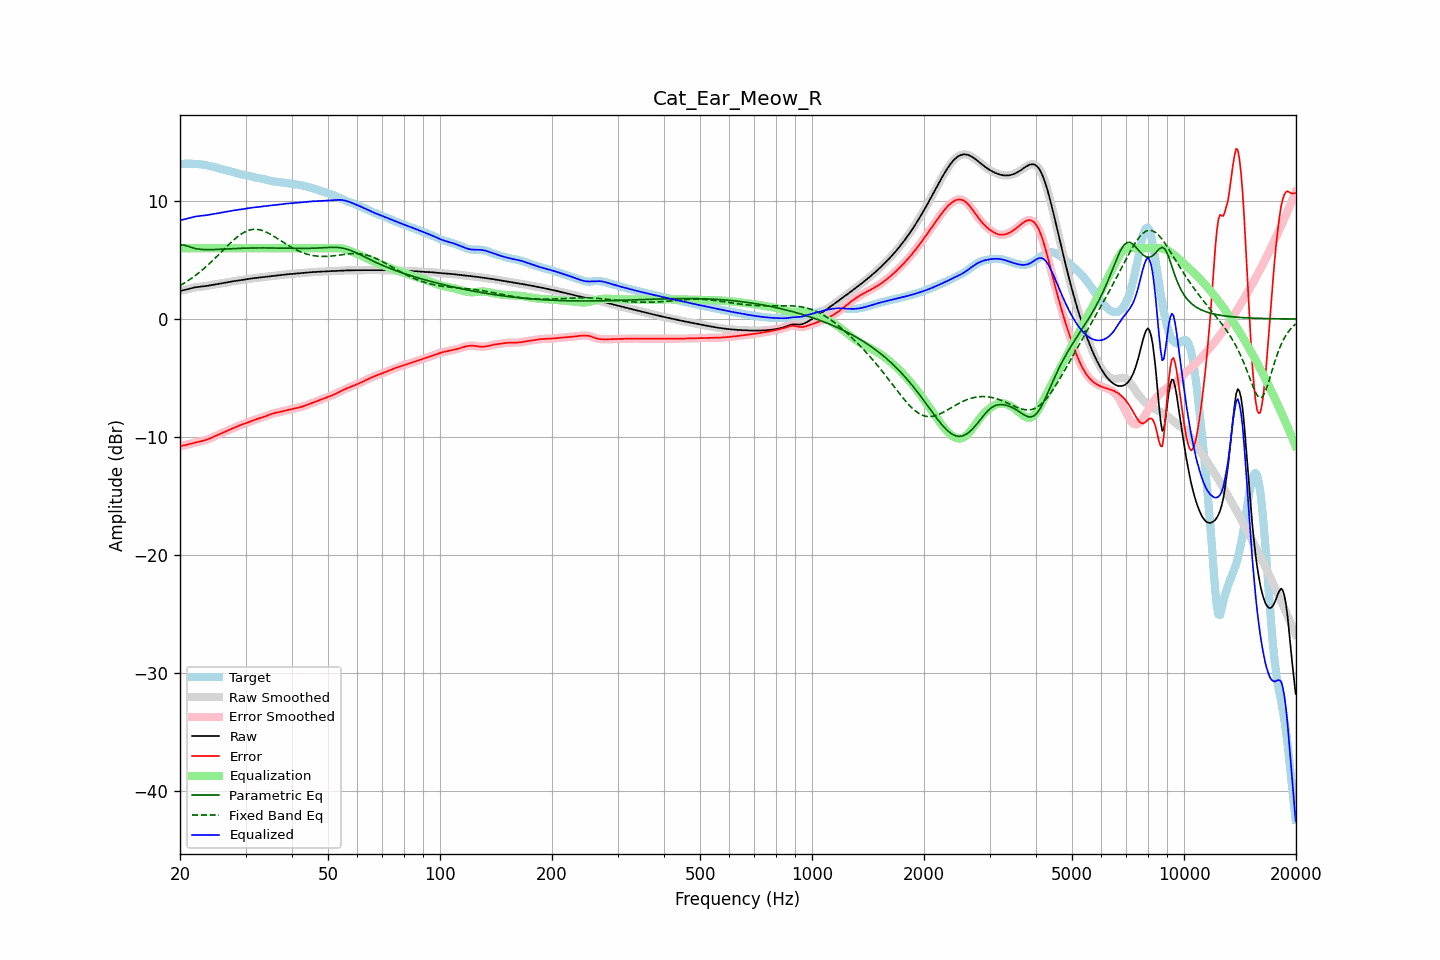 Cat_Ear_Meow_R
10
0
−10
−20
−30
−40
Amplitude (dBr)
Target
Raw Smoothed
Error Smoothed
Raw
Error
Equalization
Parametric Eq
Fixed Band Eq
Equalized
20 50 100 200 500 1000 2000 5000 10000 20000
Frequency (Hz)